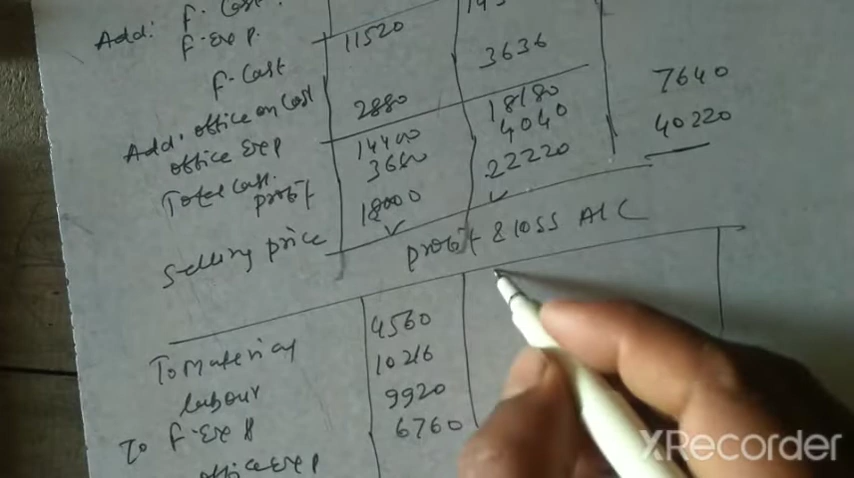 F. Cost
Add: F. Exp. 11520
F. Cost 3636
Add. office on Cost 2880 18180 7640
office Exp 14400 4040 40220
Total Cost. 3600 22220
profit 18000
Selling price
profit & loss A/C
To Material 4560
labour 10216
To F. Exp 9920
office Exp 6760
XRecorder